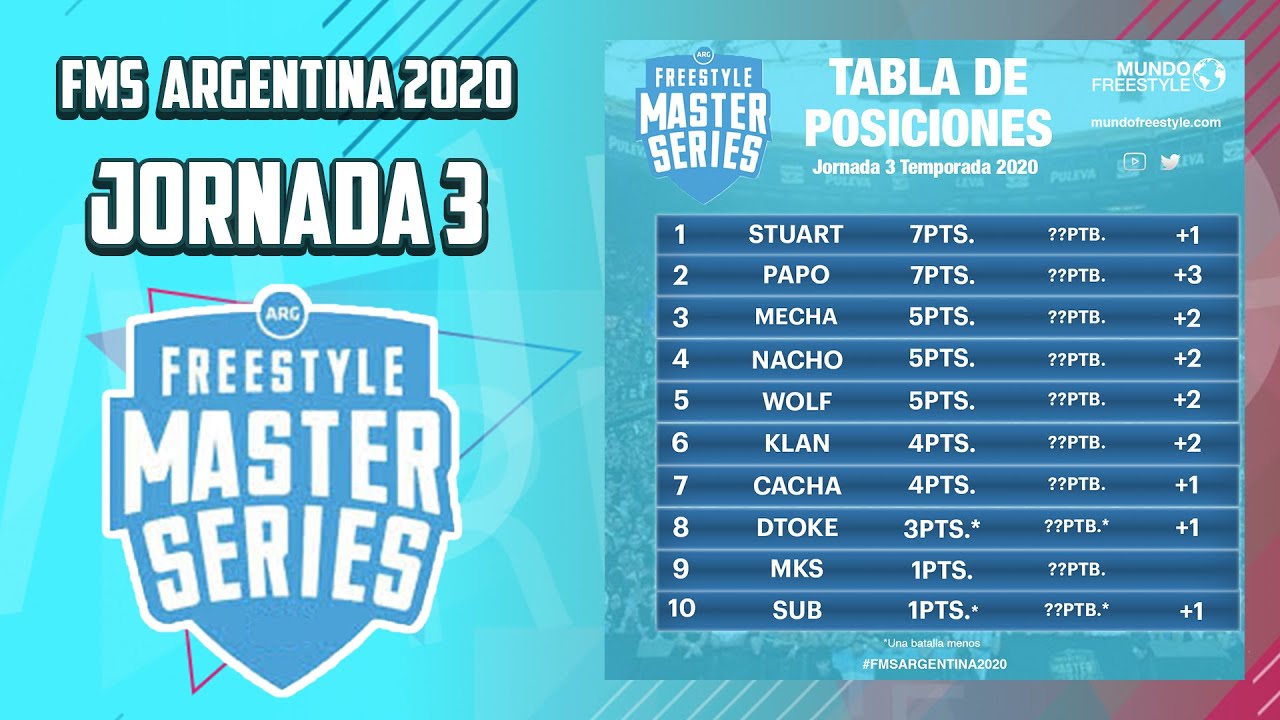 FMS ARGENTINA 2020
JORNADA 3
ARG
FREESTYLE
MASTER
SERIES
ARG
FREESTYLE
MASTER
SERIES
TABLA DE
POSICIONES
Jornada 3 Temporada 2020
MUNDO
FREESTYLE
mundofreestyle.com
PULEVA
PULEVA
1 STUART 7PTS. ??PTB. +1
2 PAPO 7PTS. ??PTB. +3
3 MECHA 5PTS. ??PTB. +2
4 NACHO 5PTS. ??PTB. +2
5 WOLF 5PTS. ??PTB. +2
6 KLAN 4PTS. ??PTB. +2
7 CACHA 4PTS. ??PTB. +1
8 DTOKE 3PTS.* ??PTB.* +1
9 MKS 1PTS. ??PTB.
10 SUB 1PTS.* ??PTB.* +1
*Una batalla menos
#FMSARGENTINA2020
MASTER
SERIES